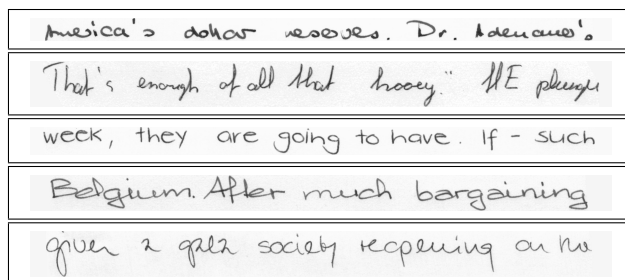 America's dollar reserves. Dr. Adenauer's
That's enough of all that hooey." HE plunge
week, they are going to have. If - such
Belgium. After much bargaining
given a gala society reopening on the